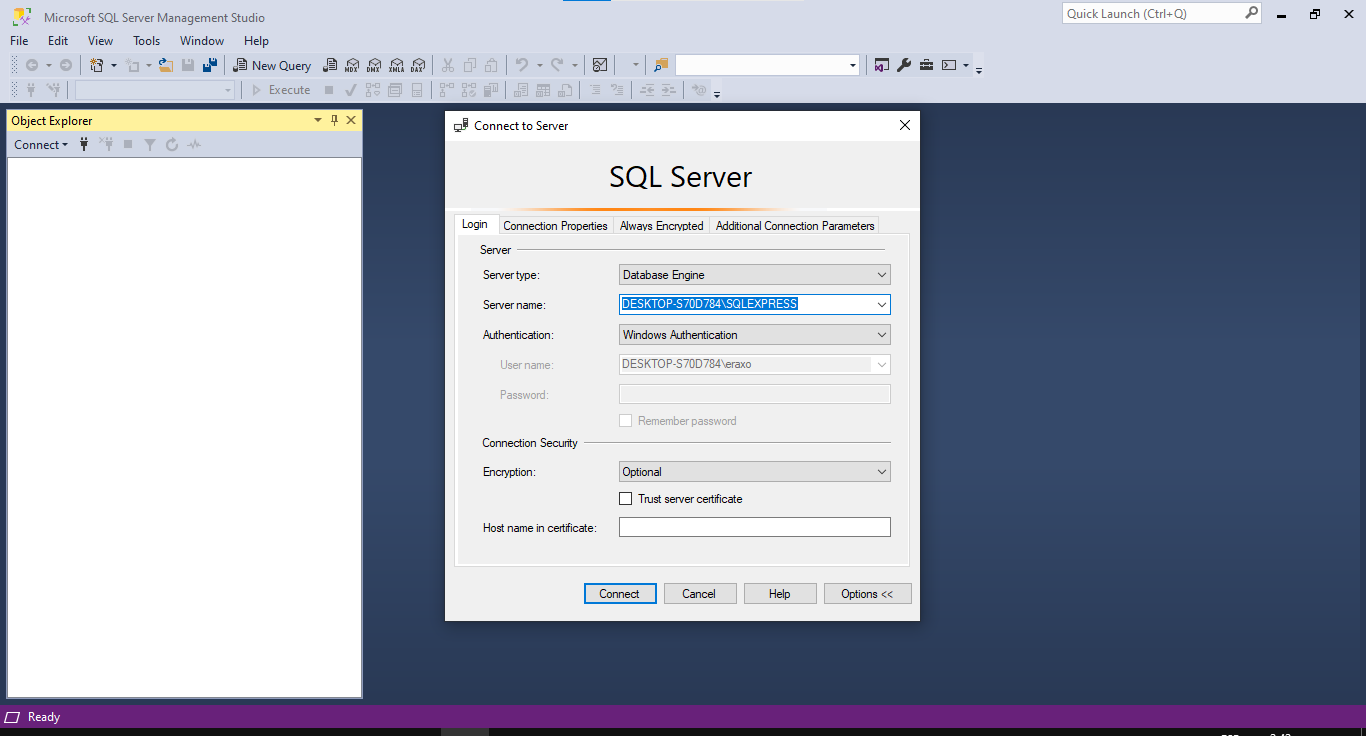 Microsoft SQL Server Management Studio
Quick Launch (Ctrl+Q)
File Edit View Tools Window Help
New Query MDX DMX XMLA DAX
Execute
Object Explorer
Connect
Connect to Server
SQL Server
Login Connection Properties Always Encrypted Additional Connection Parameters
Server
Server type: Database Engine
Server name: DESKTOP-S70D784\SQLEXPRESS
Authentication: Windows Authentication
User name: DESKTOP-S70D784\eraxo
Password:
Remember password
Connection Security
Encryption: Optional
Trust server certificate
Host name in certificate:
Connect Cancel Help Options <<
Ready